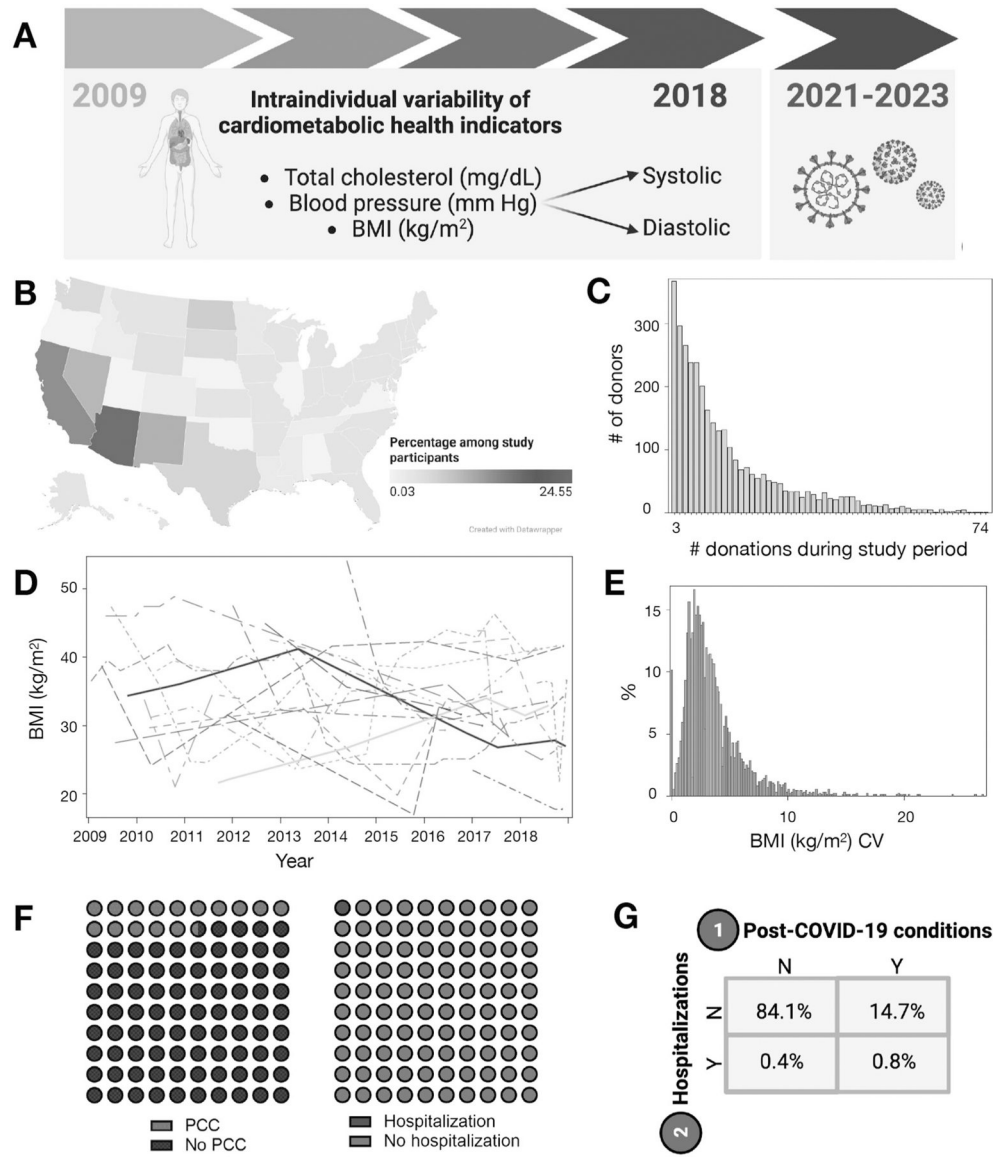 A
2009
Intraindividual variability of
cardiometabolic health indicators
2018
2021-2023
• Total cholesterol (mg/dL)
• Blood pressure (mm Hg)
• BMI (kg/m²)
Systolic
Diastolic
B
Percentage among study
participants
0.03 24.55
Created with Datawrapper
C
# of donors
300
200
100
0
3 74
# donations during study period
D
BMI (kg/m²)
50
40
30
20
2009 2010 2011 2012 2013 2014 2015 2016 2017 2018
Year
E
%
15
10
5
0
0 10 20
BMI (kg/m²) CV
F
PCC
No PCC
Hospitalization
No hospitalization
G
1 Post-COVID-19 conditions
N Y
2 Hospitalizations
N 84.1% 14.7%
Y 0.4% 0.8%